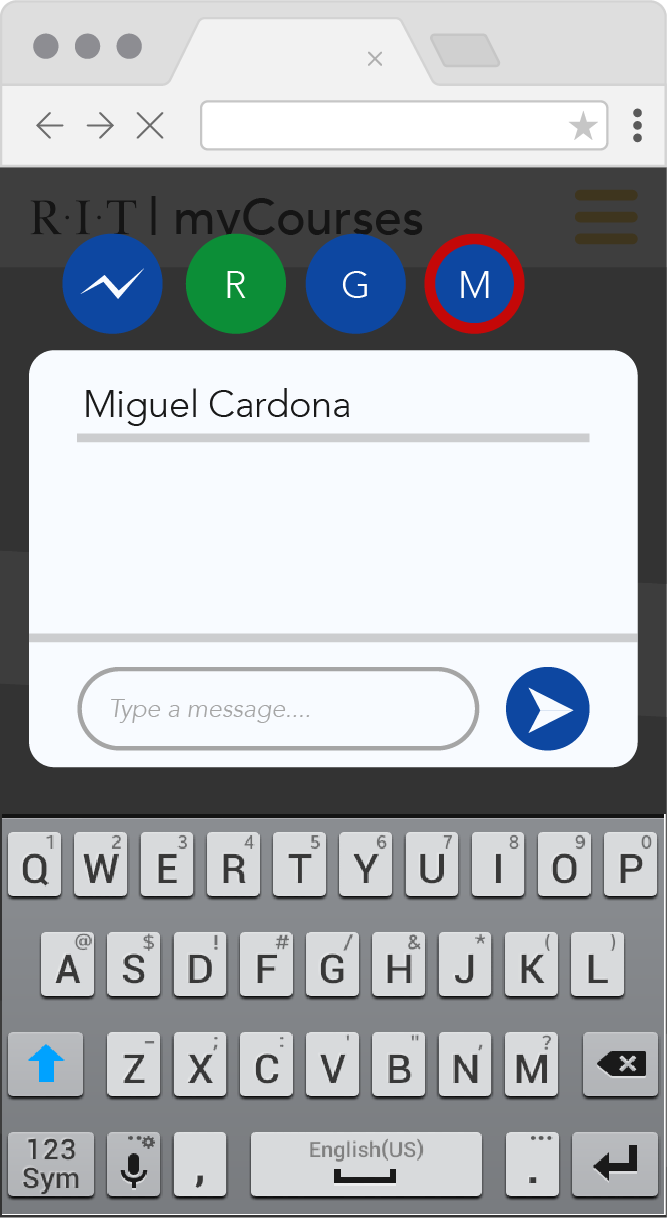 R·I·T | myCourses
R G M
Miguel Cardona
Type a message....
1 2 3 4 5 6 7 8 9 0
Q W E R T Y U I O P
@ $ ! # / & * ( )
A S D F G H J K L
– ; : ' " , ?
Z X C V B N M
123
Sym
,
English(US)
.